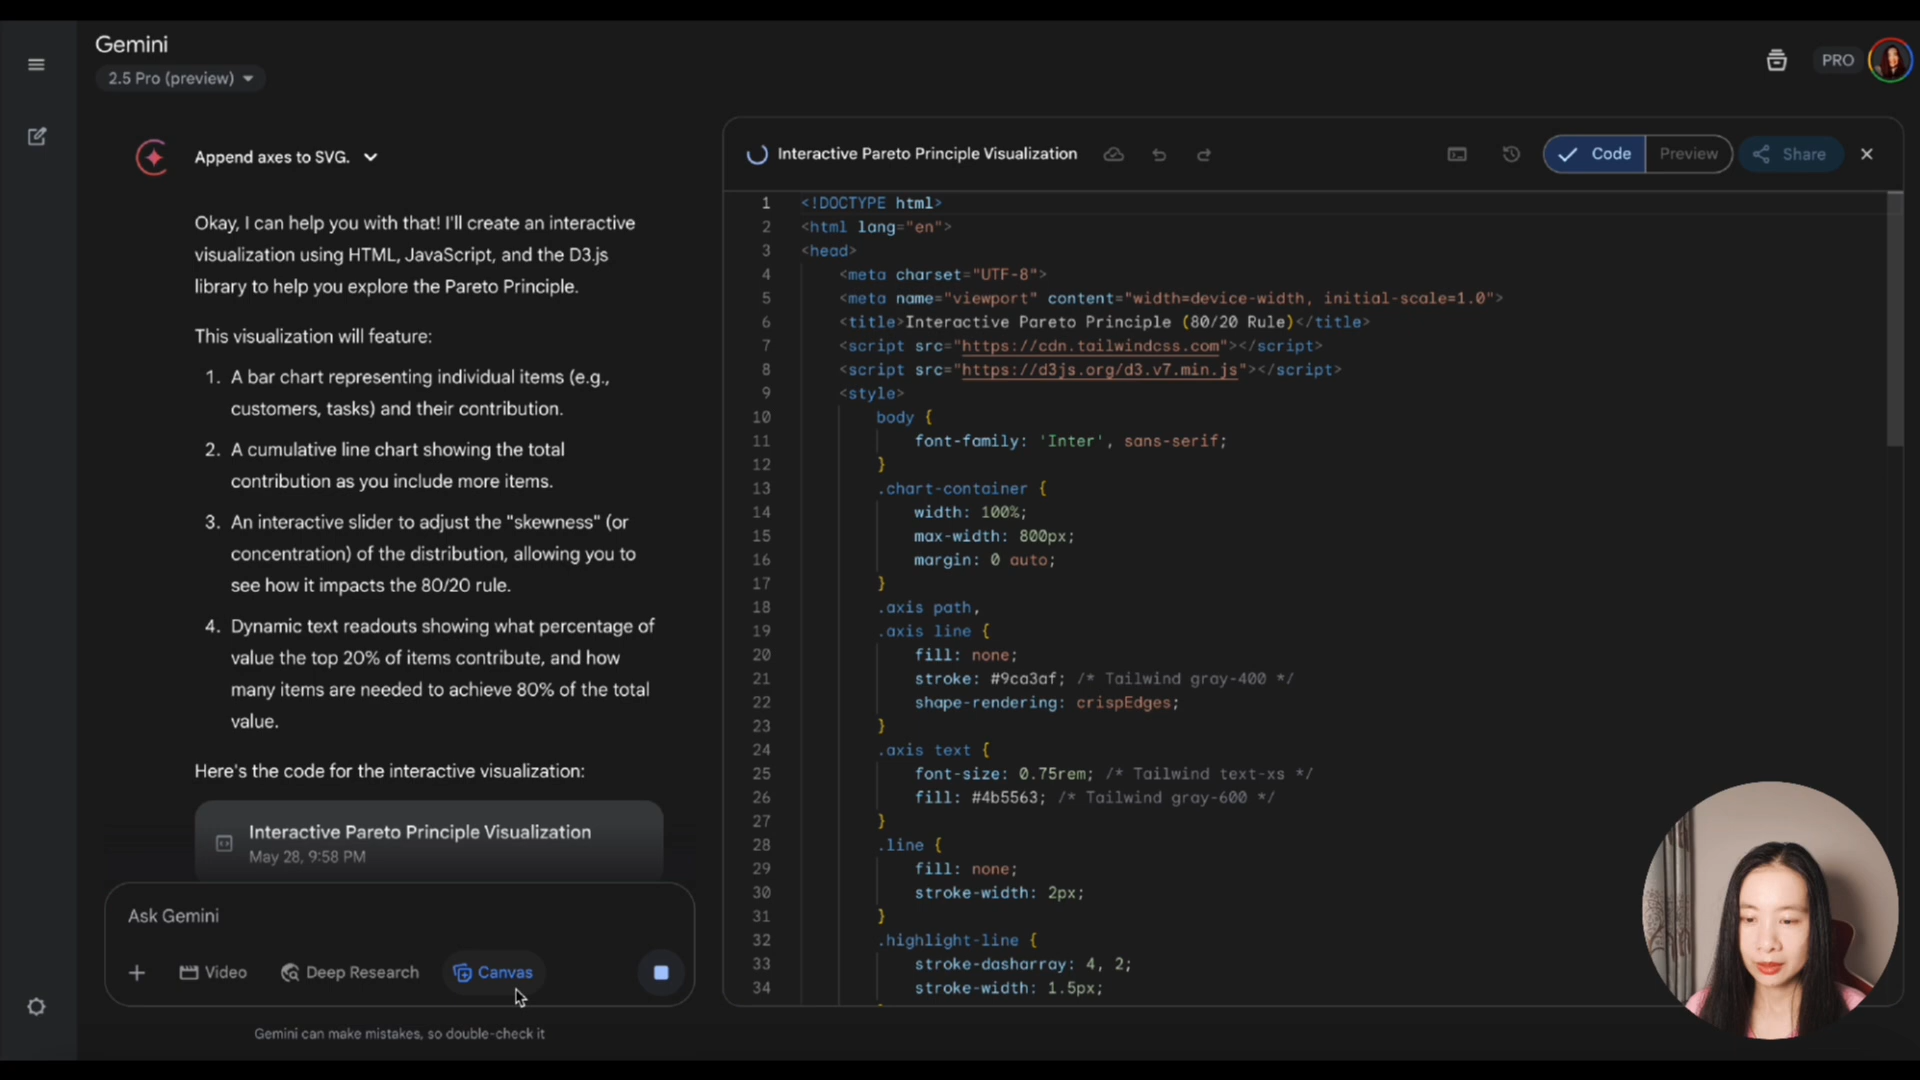 Gemini
2.5 Pro (preview)
PRO
Append axes to SVG.
Okay, I can help you with that! I'll create an interactive
visualization using HTML, JavaScript, and the D3.js
library to help you explore the Pareto Principle.
This visualization will feature:
1. A bar chart representing individual items (e.g.,
customers, tasks) and their contribution.
2. A cumulative line chart showing the total
contribution as you include more items.
3. An interactive slider to adjust the "skewness" (or
concentration) of the distribution, allowing you to
see how it impacts the 80/20 rule.
4. Dynamic text readouts showing what percentage of
value the top 20% of items contribute, and how
many items are needed to achieve 80% of the total
value.
Here's the code for the interactive visualization:
Interactive Pareto Principle Visualization
May 28, 9:58 PM
Ask Gemini
Video Deep Research Canvas
Gemini can make mistakes, so double-check it
Interactive Pareto Principle Visualization
Code Preview Share
1 <!DOCTYPE html>
2 <html lang="en">
3 <head>
4 <meta charset="UTF-8">
5 <meta name="viewport" content="width=device-width, initial-scale=1.0">
6 <title>Interactive Pareto Principle (80/20 Rule)</title>
7 <script src="https://cdn.tailwindcss.com"></script>
8 <script src="https://d3js.org/d3.v7.min.js"></script>
9 <style>
10 body {
11 font-family: 'Inter', sans-serif;
12 }
13 .chart-container {
14 width: 100%;
15 max-width: 800px;
16 margin: 0 auto;
17 }
18 .axis path,
19 .axis line {
20 fill: none;
21 stroke: #9ca3af; /* Tailwind gray-400 */
22 shape-rendering: crispEdges;
23 }
24 .axis text {
25 font-size: 0.75rem; /* Tailwind text-xs */
26 fill: #4b5563; /* Tailwind gray-600 */
27 }
28 .line {
29 fill: none;
30 stroke-width: 2px;
31 }
32 .highlight-line {
33 stroke-dasharray: 4, 2;
34 stroke-width: 1.5px;